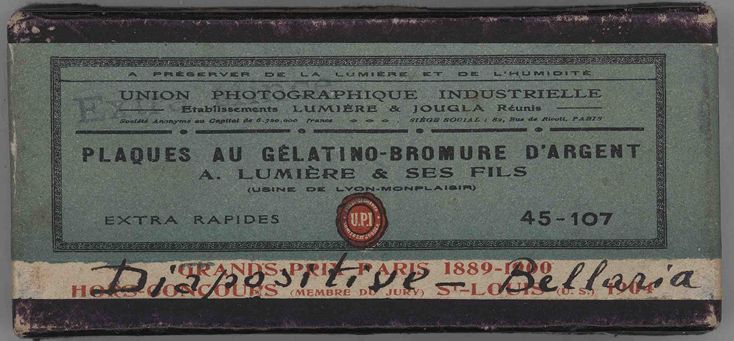 A PRÉSERVER DE LA LUMIÈRE ET DE L'HUMIDITÉ
UNION PHOTOGRAPHIQUE INDUSTRIELLE
Etablissements LUMIÈRE & JOUGLA Réunis
Société Anonyme au Capital de 6.720.000 francs SIÈGE SOCIAL : 82, Rue de Rivoli, PARIS
PLAQUES AU GÉLATINO-BROMURE D'ARGENT
A. LUMIÈRE & SES FILS
(USINE DE LYON-MONPLAISIR)
EXTRA RAPIDES U.P.I 45-107
GRANDS PRIX PARIS 1889-1900
Diapositive - Bellaria
HORS CONCOURS (MEMBRE DU JURY) St-LOUIS (U. S.) 1904